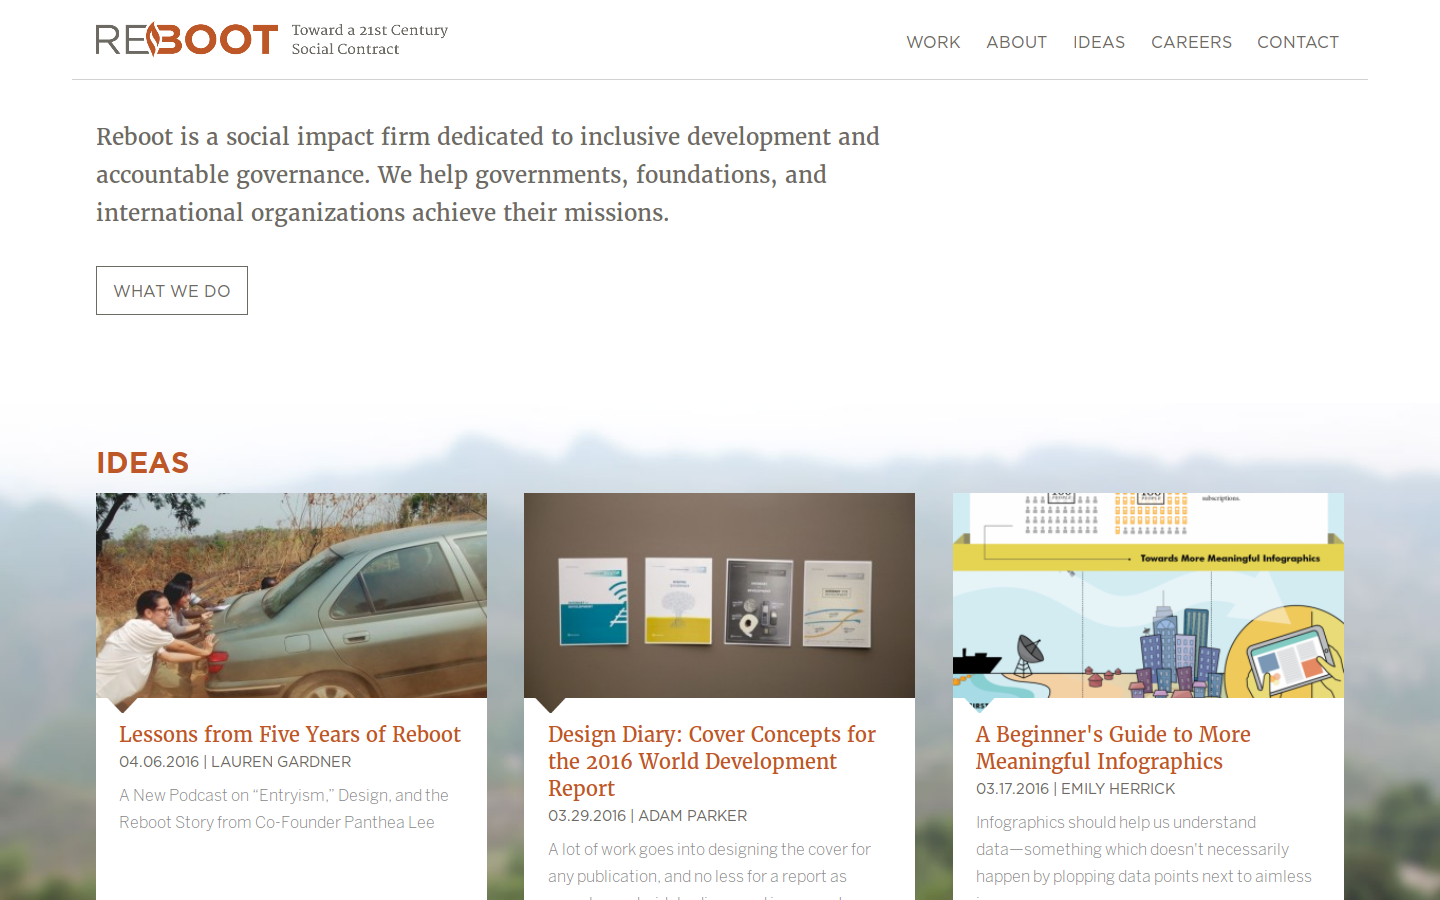 REBOOT
Toward a 21st Century
Social Contract
WORK ABOUT IDEAS CAREERS CONTACT
Reboot is a social impact firm dedicated to inclusive development and
accountable governance. We help governments, foundations, and
international organizations achieve their missions.
WHAT WE DO
IDEAS
subscriptions.
Towards More Meaningful Infographics
Lessons from Five Years of Reboot
04.06.2016 | LAUREN GARDNER
A New Podcast on “Entryism,” Design, and the
Reboot Story from Co-Founder Panthea Lee
Design Diary: Cover Concepts for
the 2016 World Development
Report
03.29.2016 | ADAM PARKER
A lot of work goes into designing the cover for
any publication, and no less for a report as
A Beginner's Guide to More
Meaningful Infographics
03.17.2016 | EMILY HERRICK
Infographics should help us understand
data—something which doesn't necessarily
happen by plopping data points next to aimless